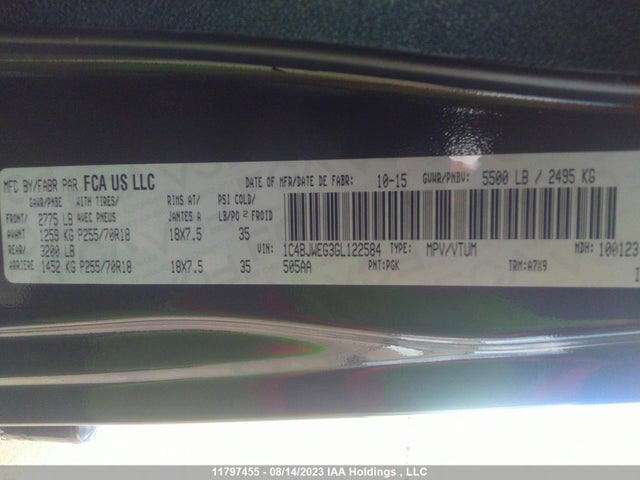 MFD BY/FABR PAR FCA US LLC DATE OF MFR/DATE DE FABR: 10-15 GVWR/PNBV: 5500 LB / 2495 KG
GAWR/PNBE WITH TIRES/ RIMS AT/ PSI COLD/
FRONT/ 2775 LB AVEC PNEUS JANTES A LB/PO 2 FROID
AVANT 1259 KG P255/70R18 18X7.5 35 VIN: 1C4BJWEG3GL122584 TYPE: MPV/VTUM MDH: 100123
REAR/ 3200 LB 505AA PNT:PGK TRM:A7X9
ARRIERE 1452 KG P255/70R18 18X7.5 35
11797455 - 08/14/2023 IAA Holdings , LLC